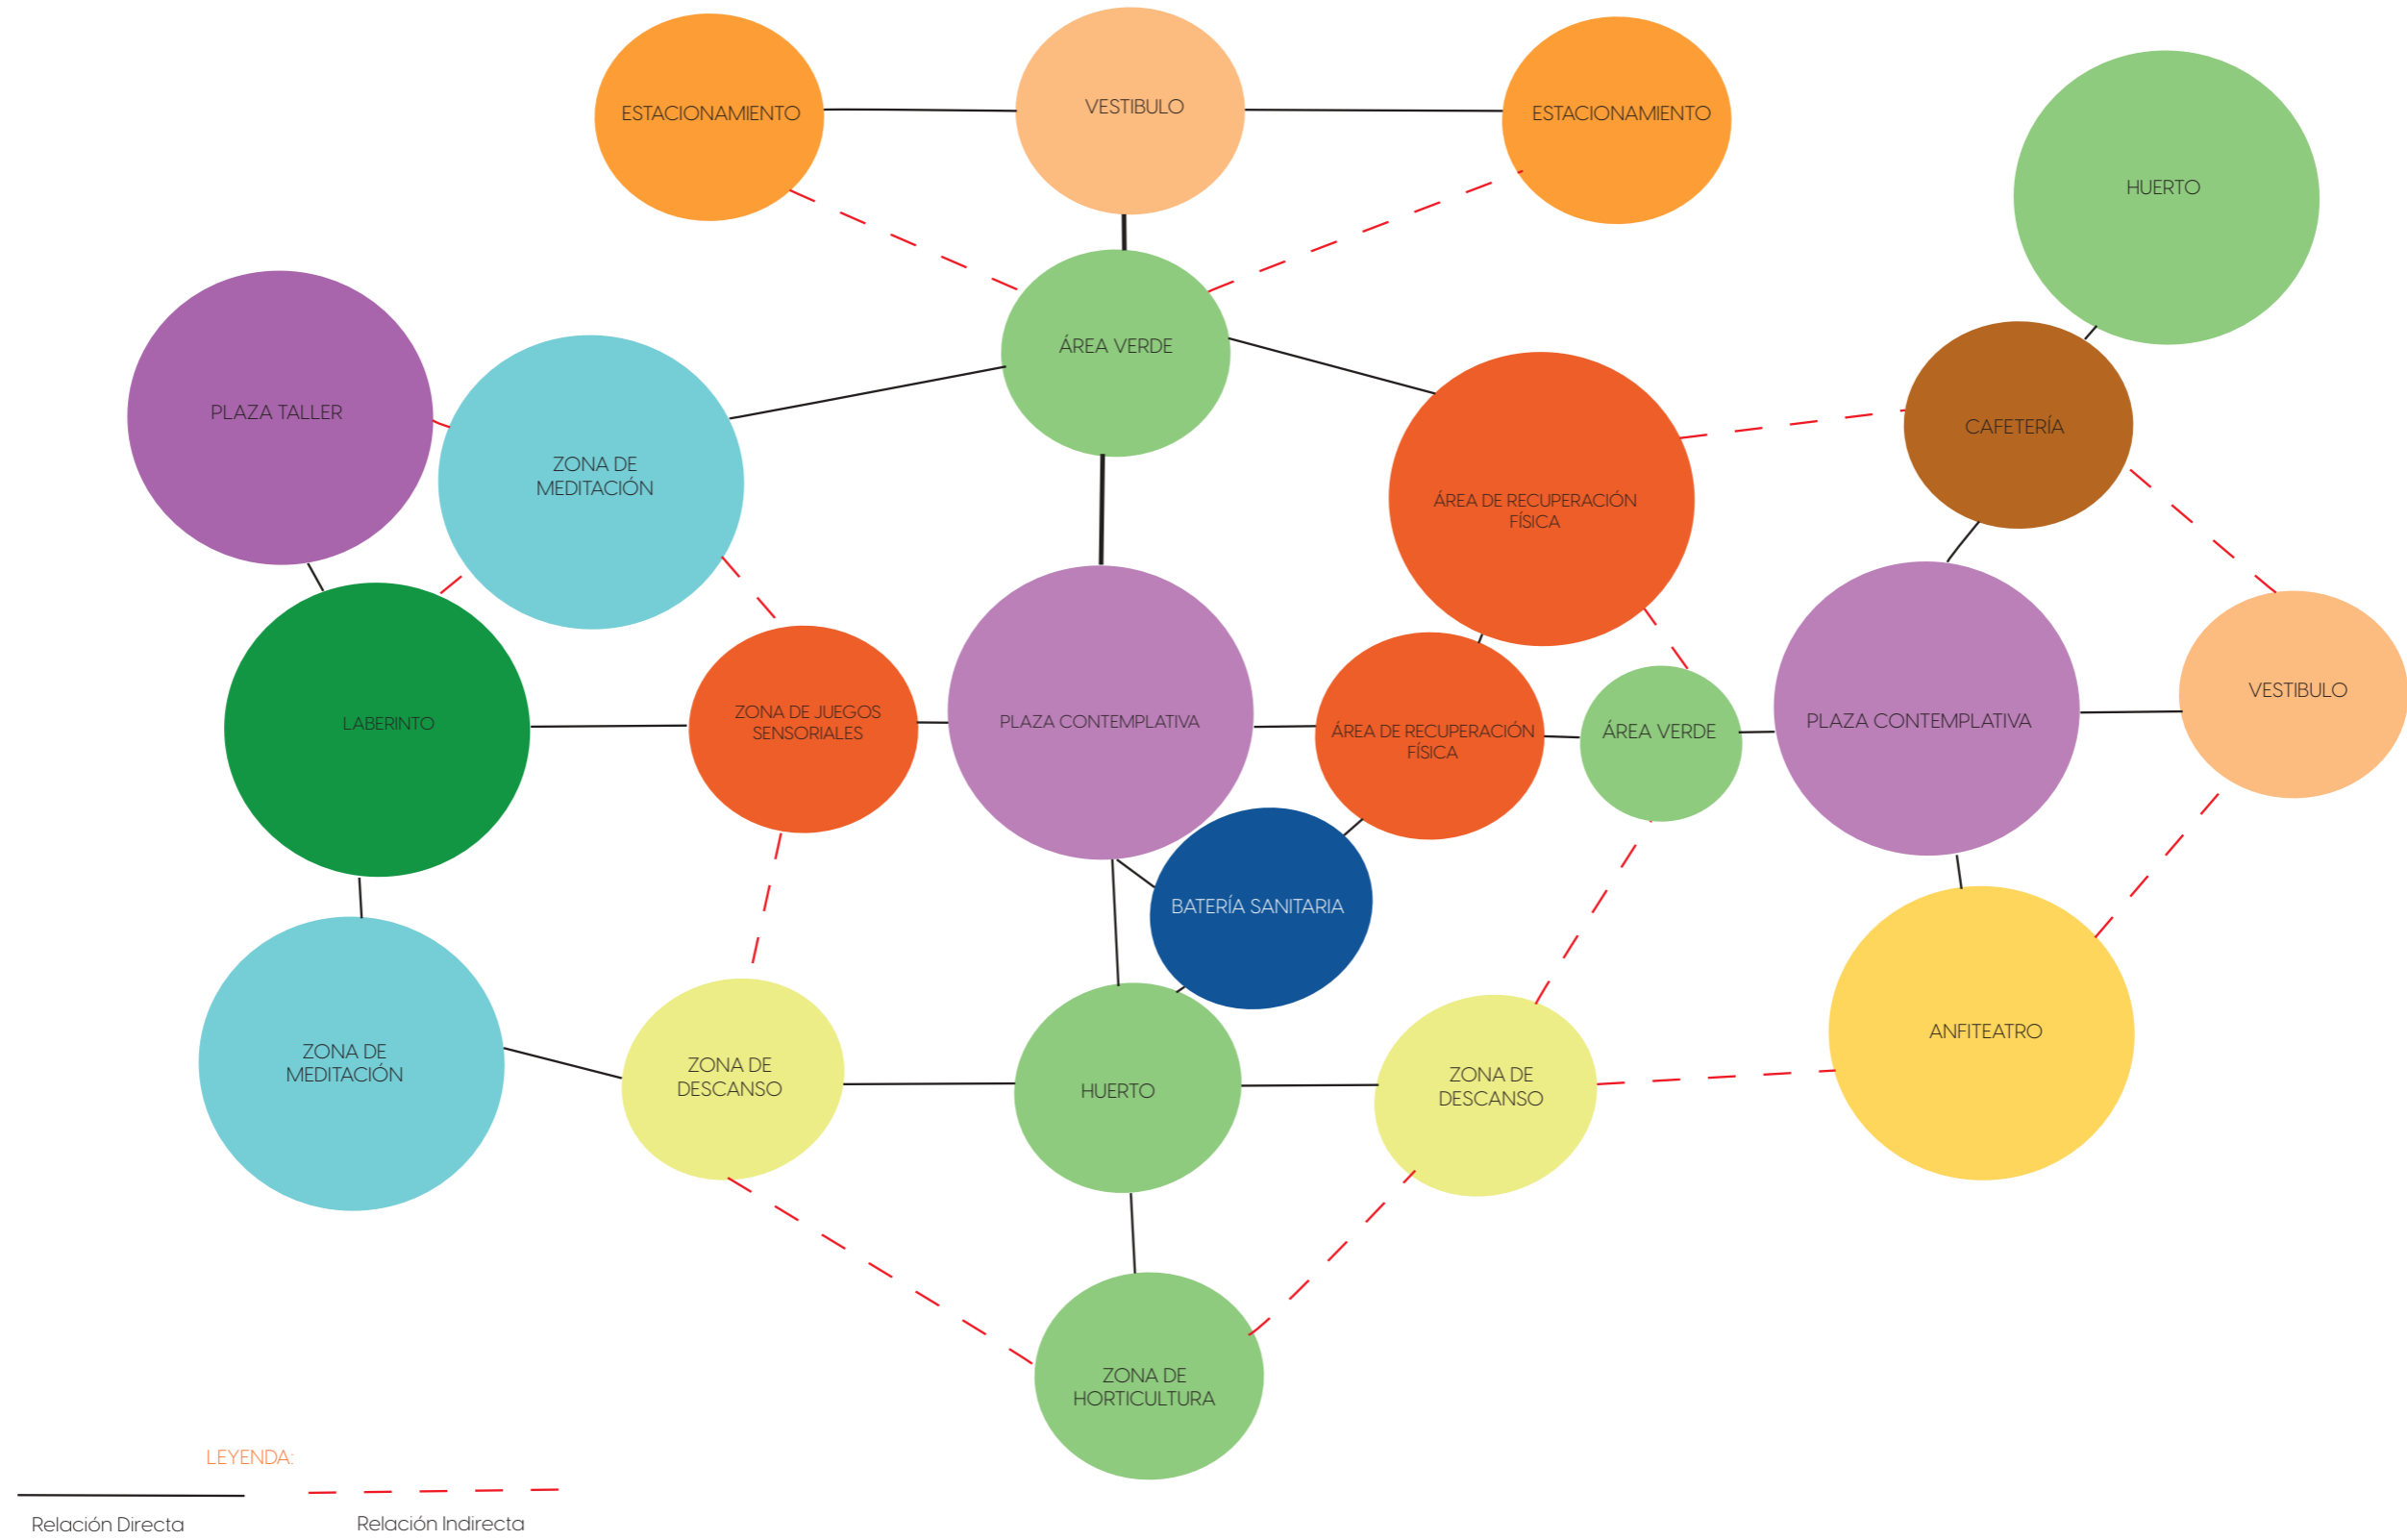 ESTACIONAMIENTO
VESTIBULO
ESTACIONAMIENTO
HUERTO
ÁREA VERDE
PLAZA TALLER
ZONA DE
MEDITACIÓN
CAFETERÍA
ÁREA DE RECUPERACIÓN
FÍSICA
LABERINTO
ZONA DE JUEGOS
SENSORIALES
PLAZA CONTEMPLATIVA
ÁREA DE RECUPERACIÓN
FÍSICA
ÁREA VERDE
PLAZA CONTEMPLATIVA
VESTIBULO
BATERÍA SANITARIA
ZONA DE
MEDITACIÓN
ZONA DE
DESCANSO
HUERTO
ZONA DE
DESCANSO
ANFITEATRO
ZONA DE
HORTICULTURA
LEYENDA:
Relación Directa
Relación Indirecta